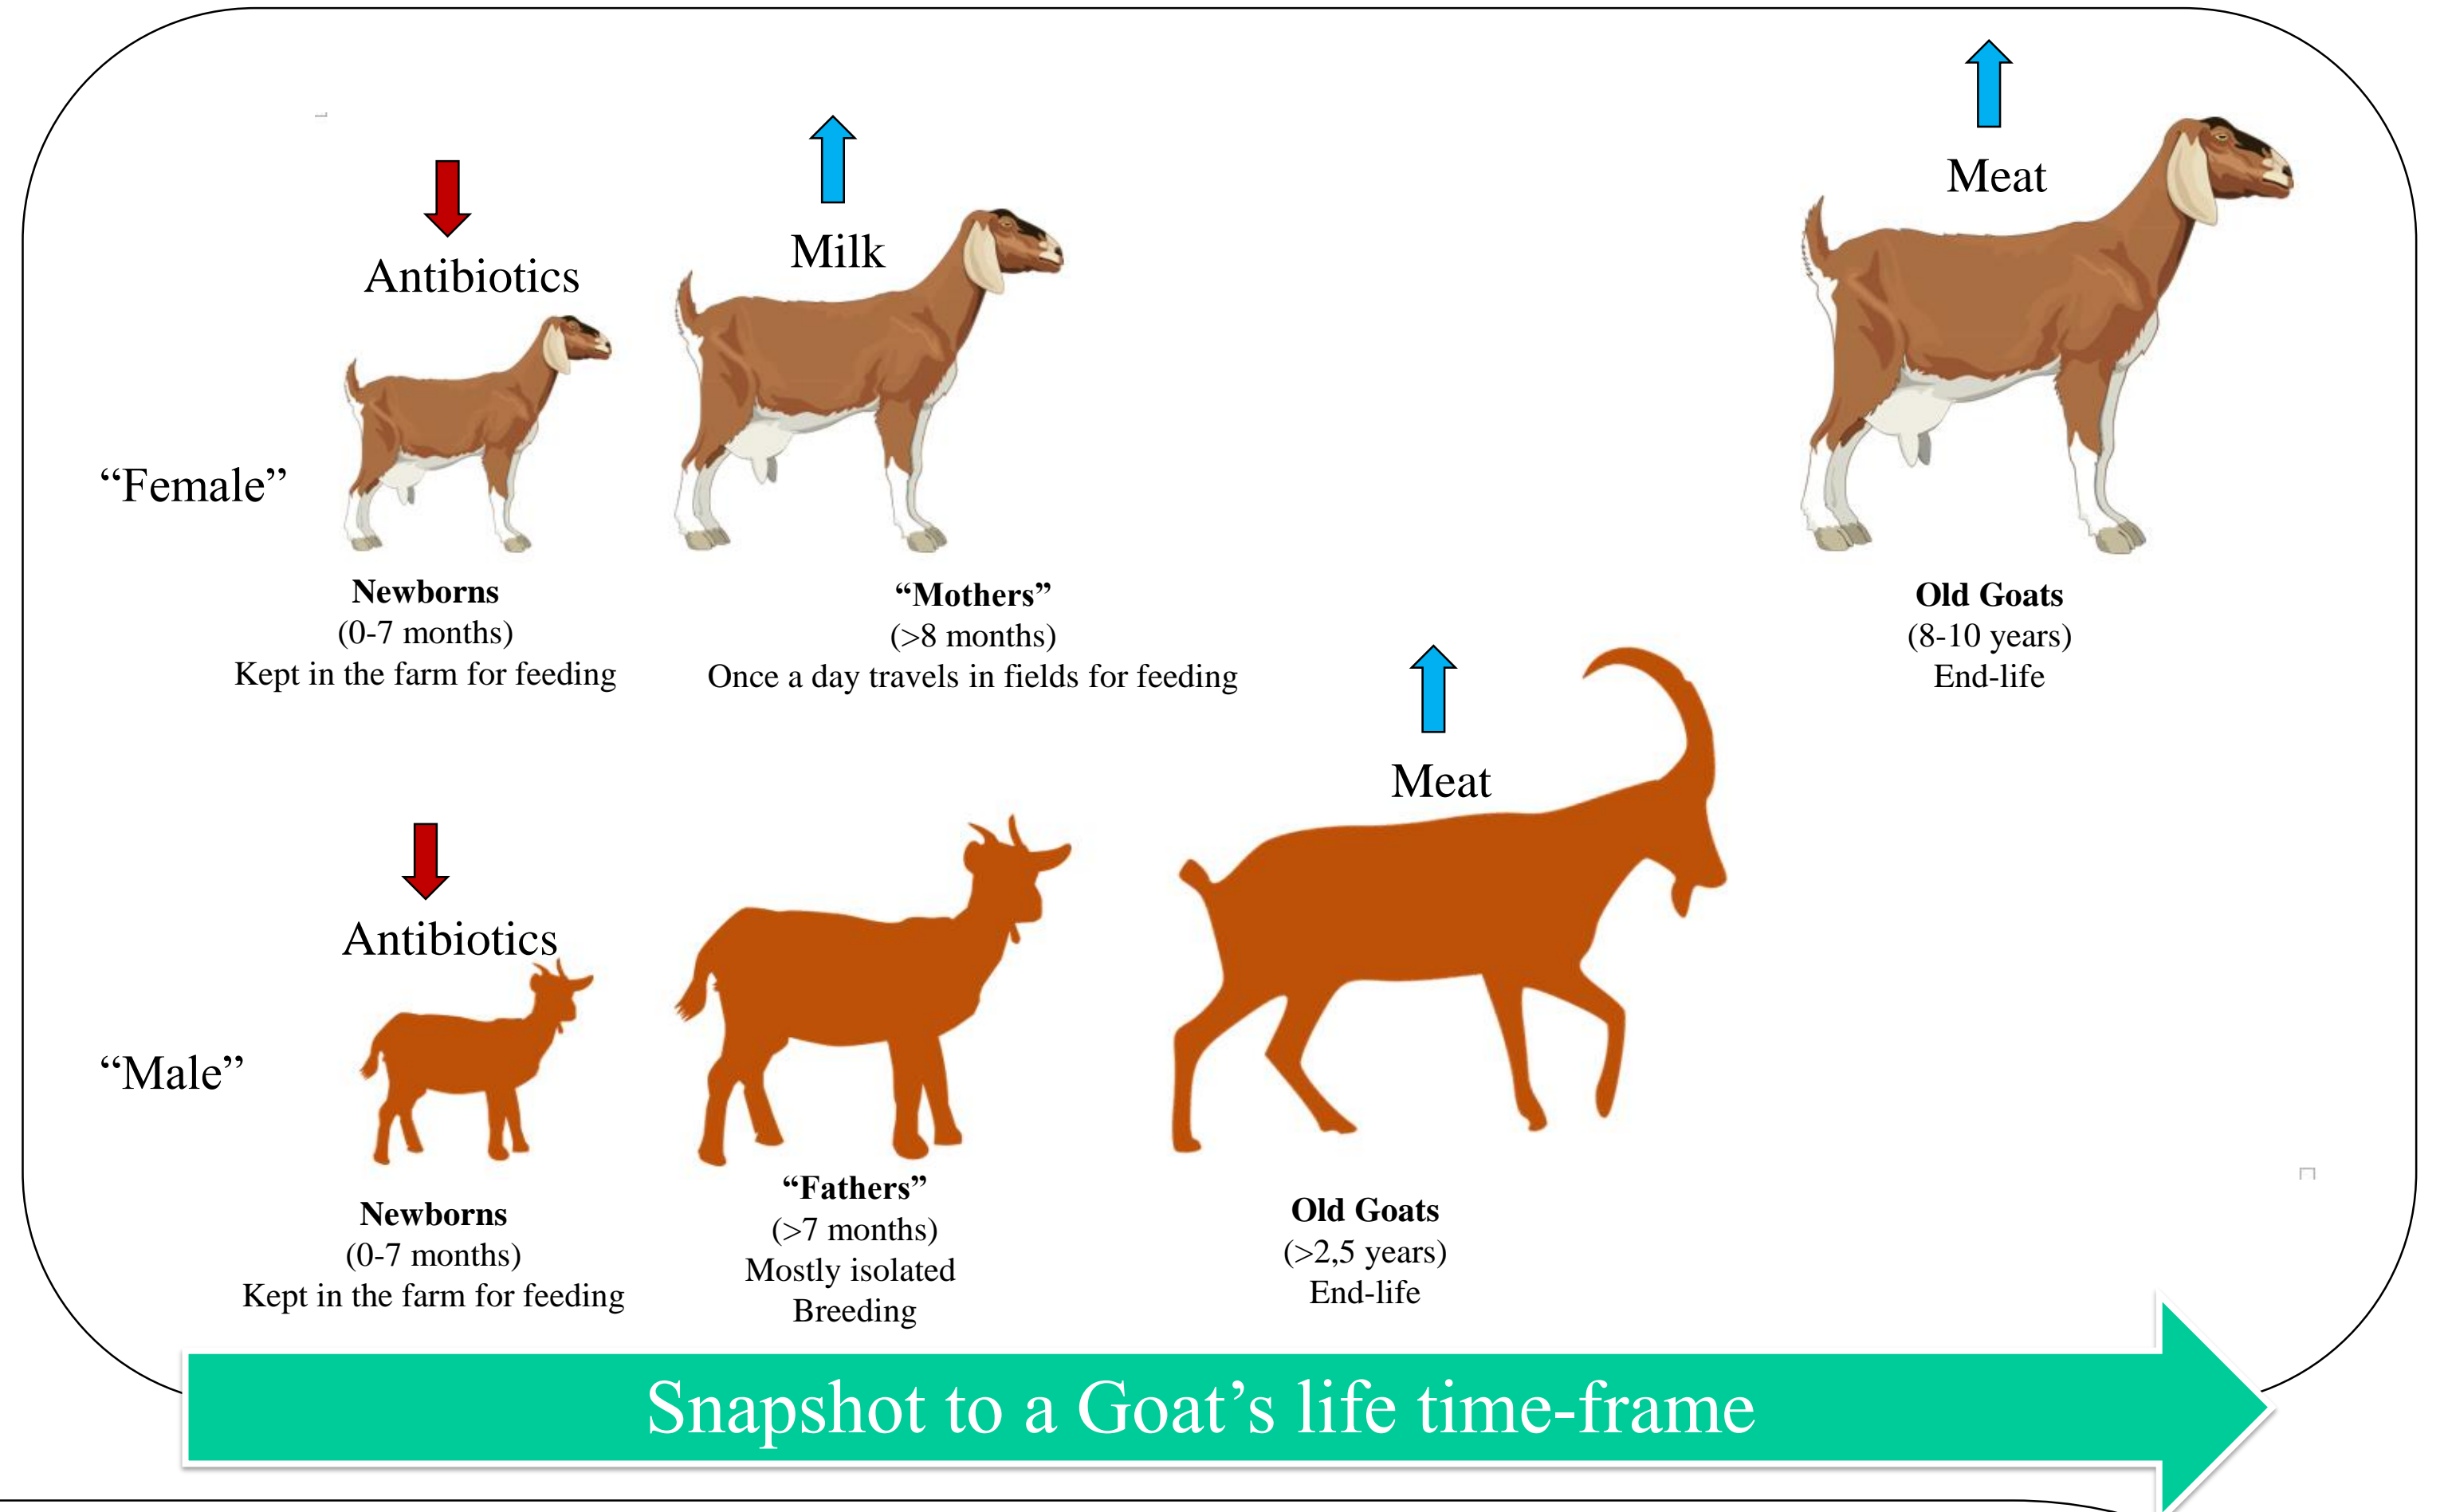 Antibiotics
Milk
Meat
“Female”
Newborns
(0-7 months)
Kept in the farm for feeding
“Mothers”
(>8 months)
Once a day travels in fields for feeding
Old Goats
(8-10 years)
End-life
Antibiotics
Meat
“Male”
Newborns
(0-7 months)
Kept in the farm for feeding
“Fathers”
(>7 months)
Mostly isolated
Breeding
Old Goats
(>2,5 years)
End-life
Snapshot to a Goat’s life time-frame